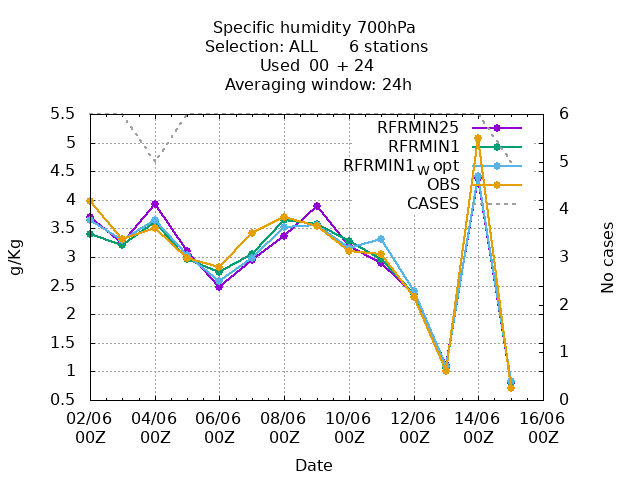 Specific humidity 700hPa
Selection: ALL 6 stations
Used 00 + 24
Averaging window: 24h
5.5
5
4.5
4
3.5
3
2.5
2
1.5
1
0.5
g/Kg
6
5
4
3
2
1
0
No cases
RFRMIN25
RFRMIN1
RFRMIN1W opt
OBS
CASES
02/06 04/06 06/06 08/06 10/06 12/06 14/06 16/06
00Z 00Z 00Z 00Z 00Z 00Z 00Z 00Z
Date